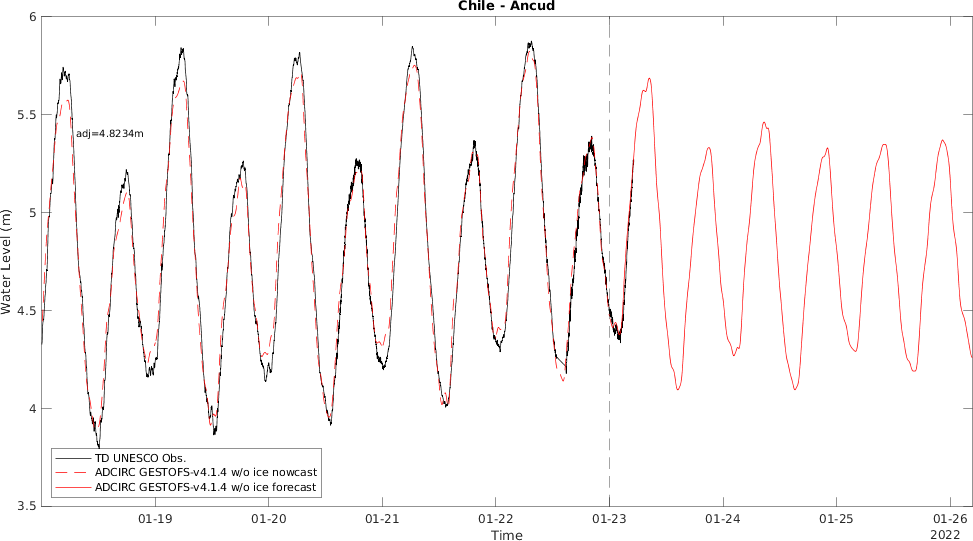 Chile - Ancud
6
5.5
5
4.5
4
3.5
Water Level (m)
adj=4.8234m
TD UNESCO Obs.
ADCIRC GESTOFS-v4.1.4 w/o ice nowcast
ADCIRC GESTOFS-v4.1.4 w/o ice forecast
01-19
01-20
01-21
01-22
01-23
01-24
01-25
01-26
2022
Time